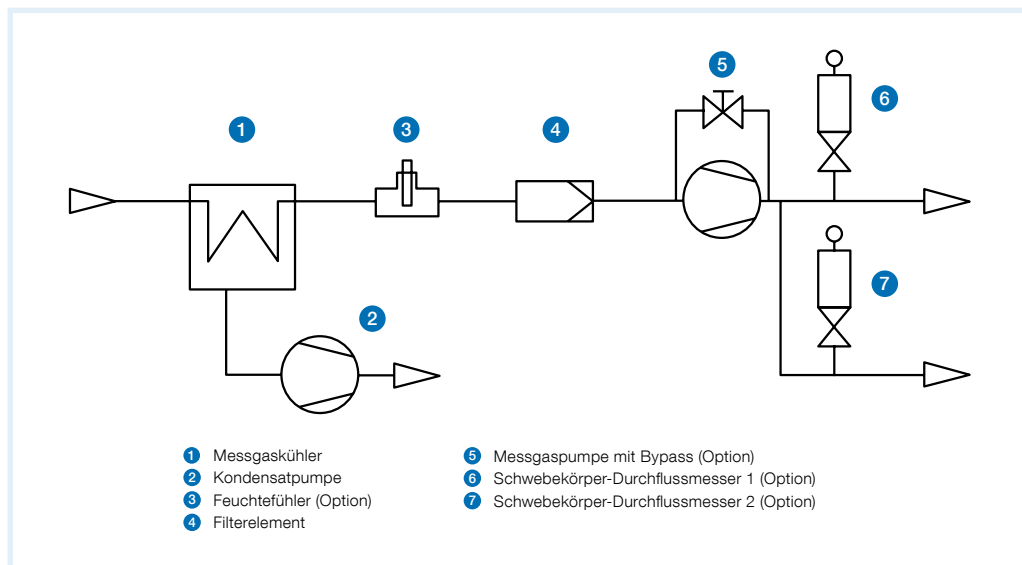 5
6
1
3
4
7
2
1 Messgaskühler
2 Kondensatpumpe
3 Feuchtefühler (Option)
4 Filterelement
5 Messgaspumpe mit Bypass (Option)
6 Schwebekörper-Durchflussmesser 1 (Option)
7 Schwebekörper-Durchflussmesser 2 (Option)